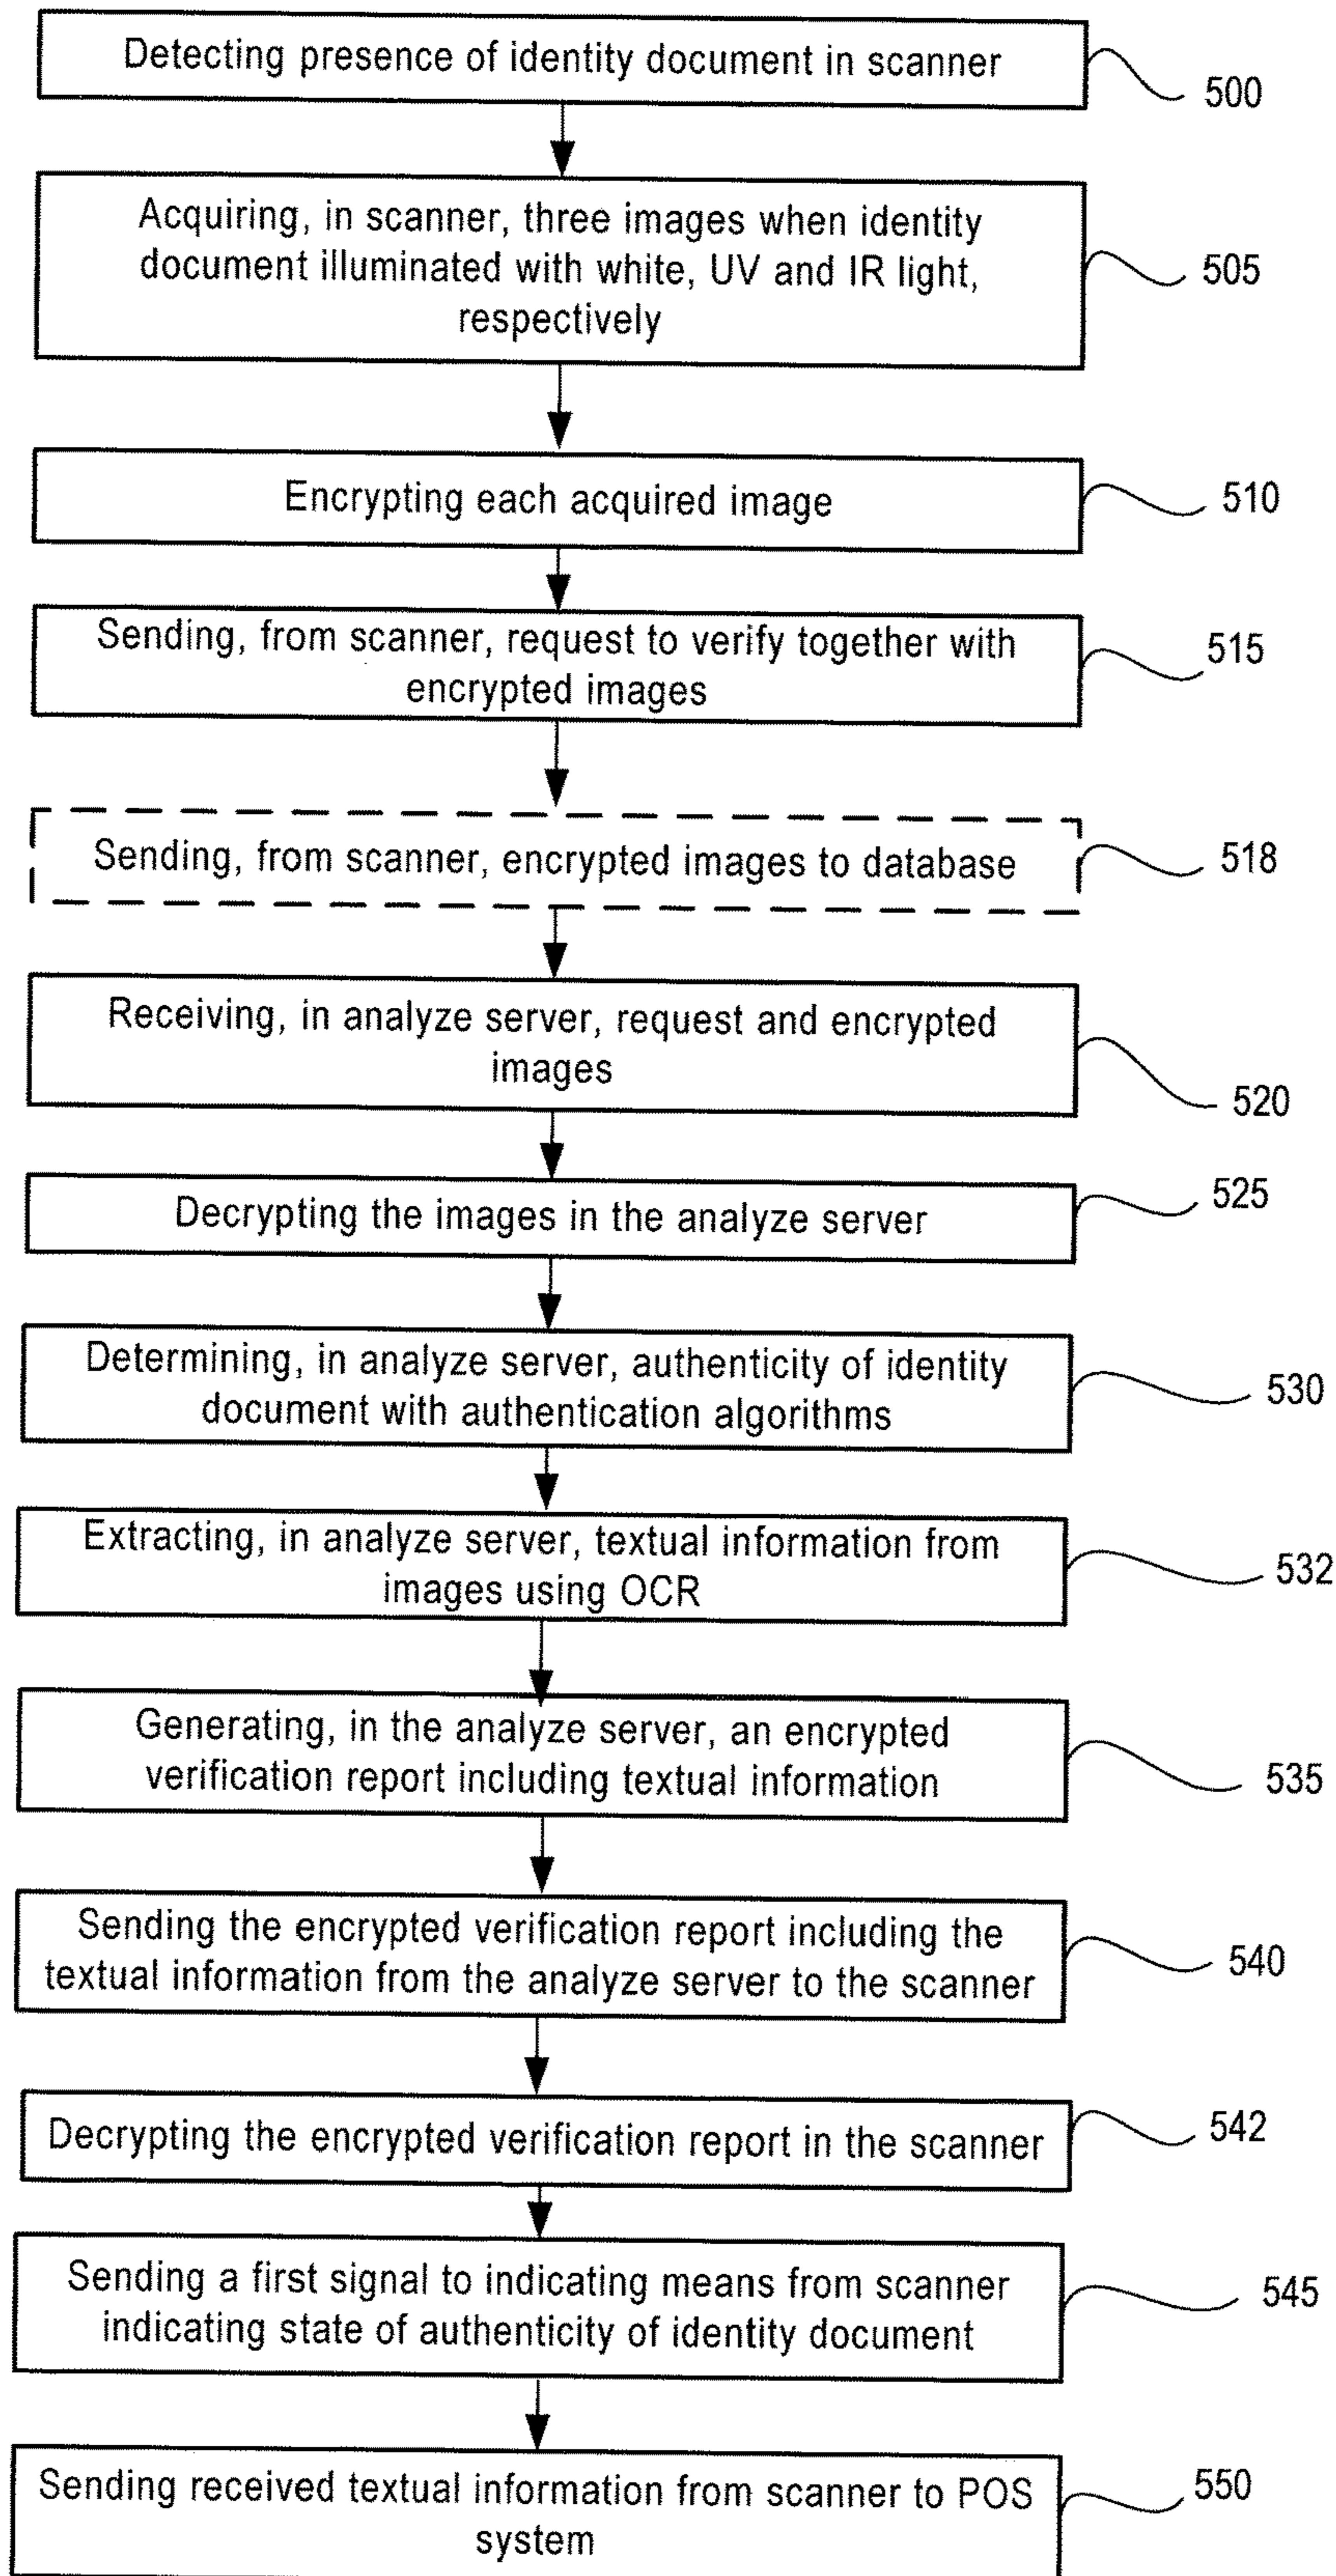 Detecting presence of identity document in scanner
500
Acquiring, in scanner, three images when identity
document illuminated with white, UV and IR light,
respectively
505
Encrypting each acquired image
510
Sending, from scanner, request to verify together with
encrypted images
515
Sending, from scanner, encrypted images to database
518
Receiving, in analyze server, request and encrypted
images
520
Decrypting the images in the analyze server
525
Determining, in analyze server, authenticity of identity
document with authentication algorithms
530
Extracting, in analyze server, textual information from
images using OCR
532
Generating, in the analyze server, an encrypted
verification report including textual information
535
Sending the encrypted verification report including the
textual information from the analyze server to the scanner
540
Decrypting the encrypted verification report in the scanner
542
Sending a first signal to indicating means from scanner
indicating state of authenticity of identity document
545
Sending received textual information from scanner to POS
system
550